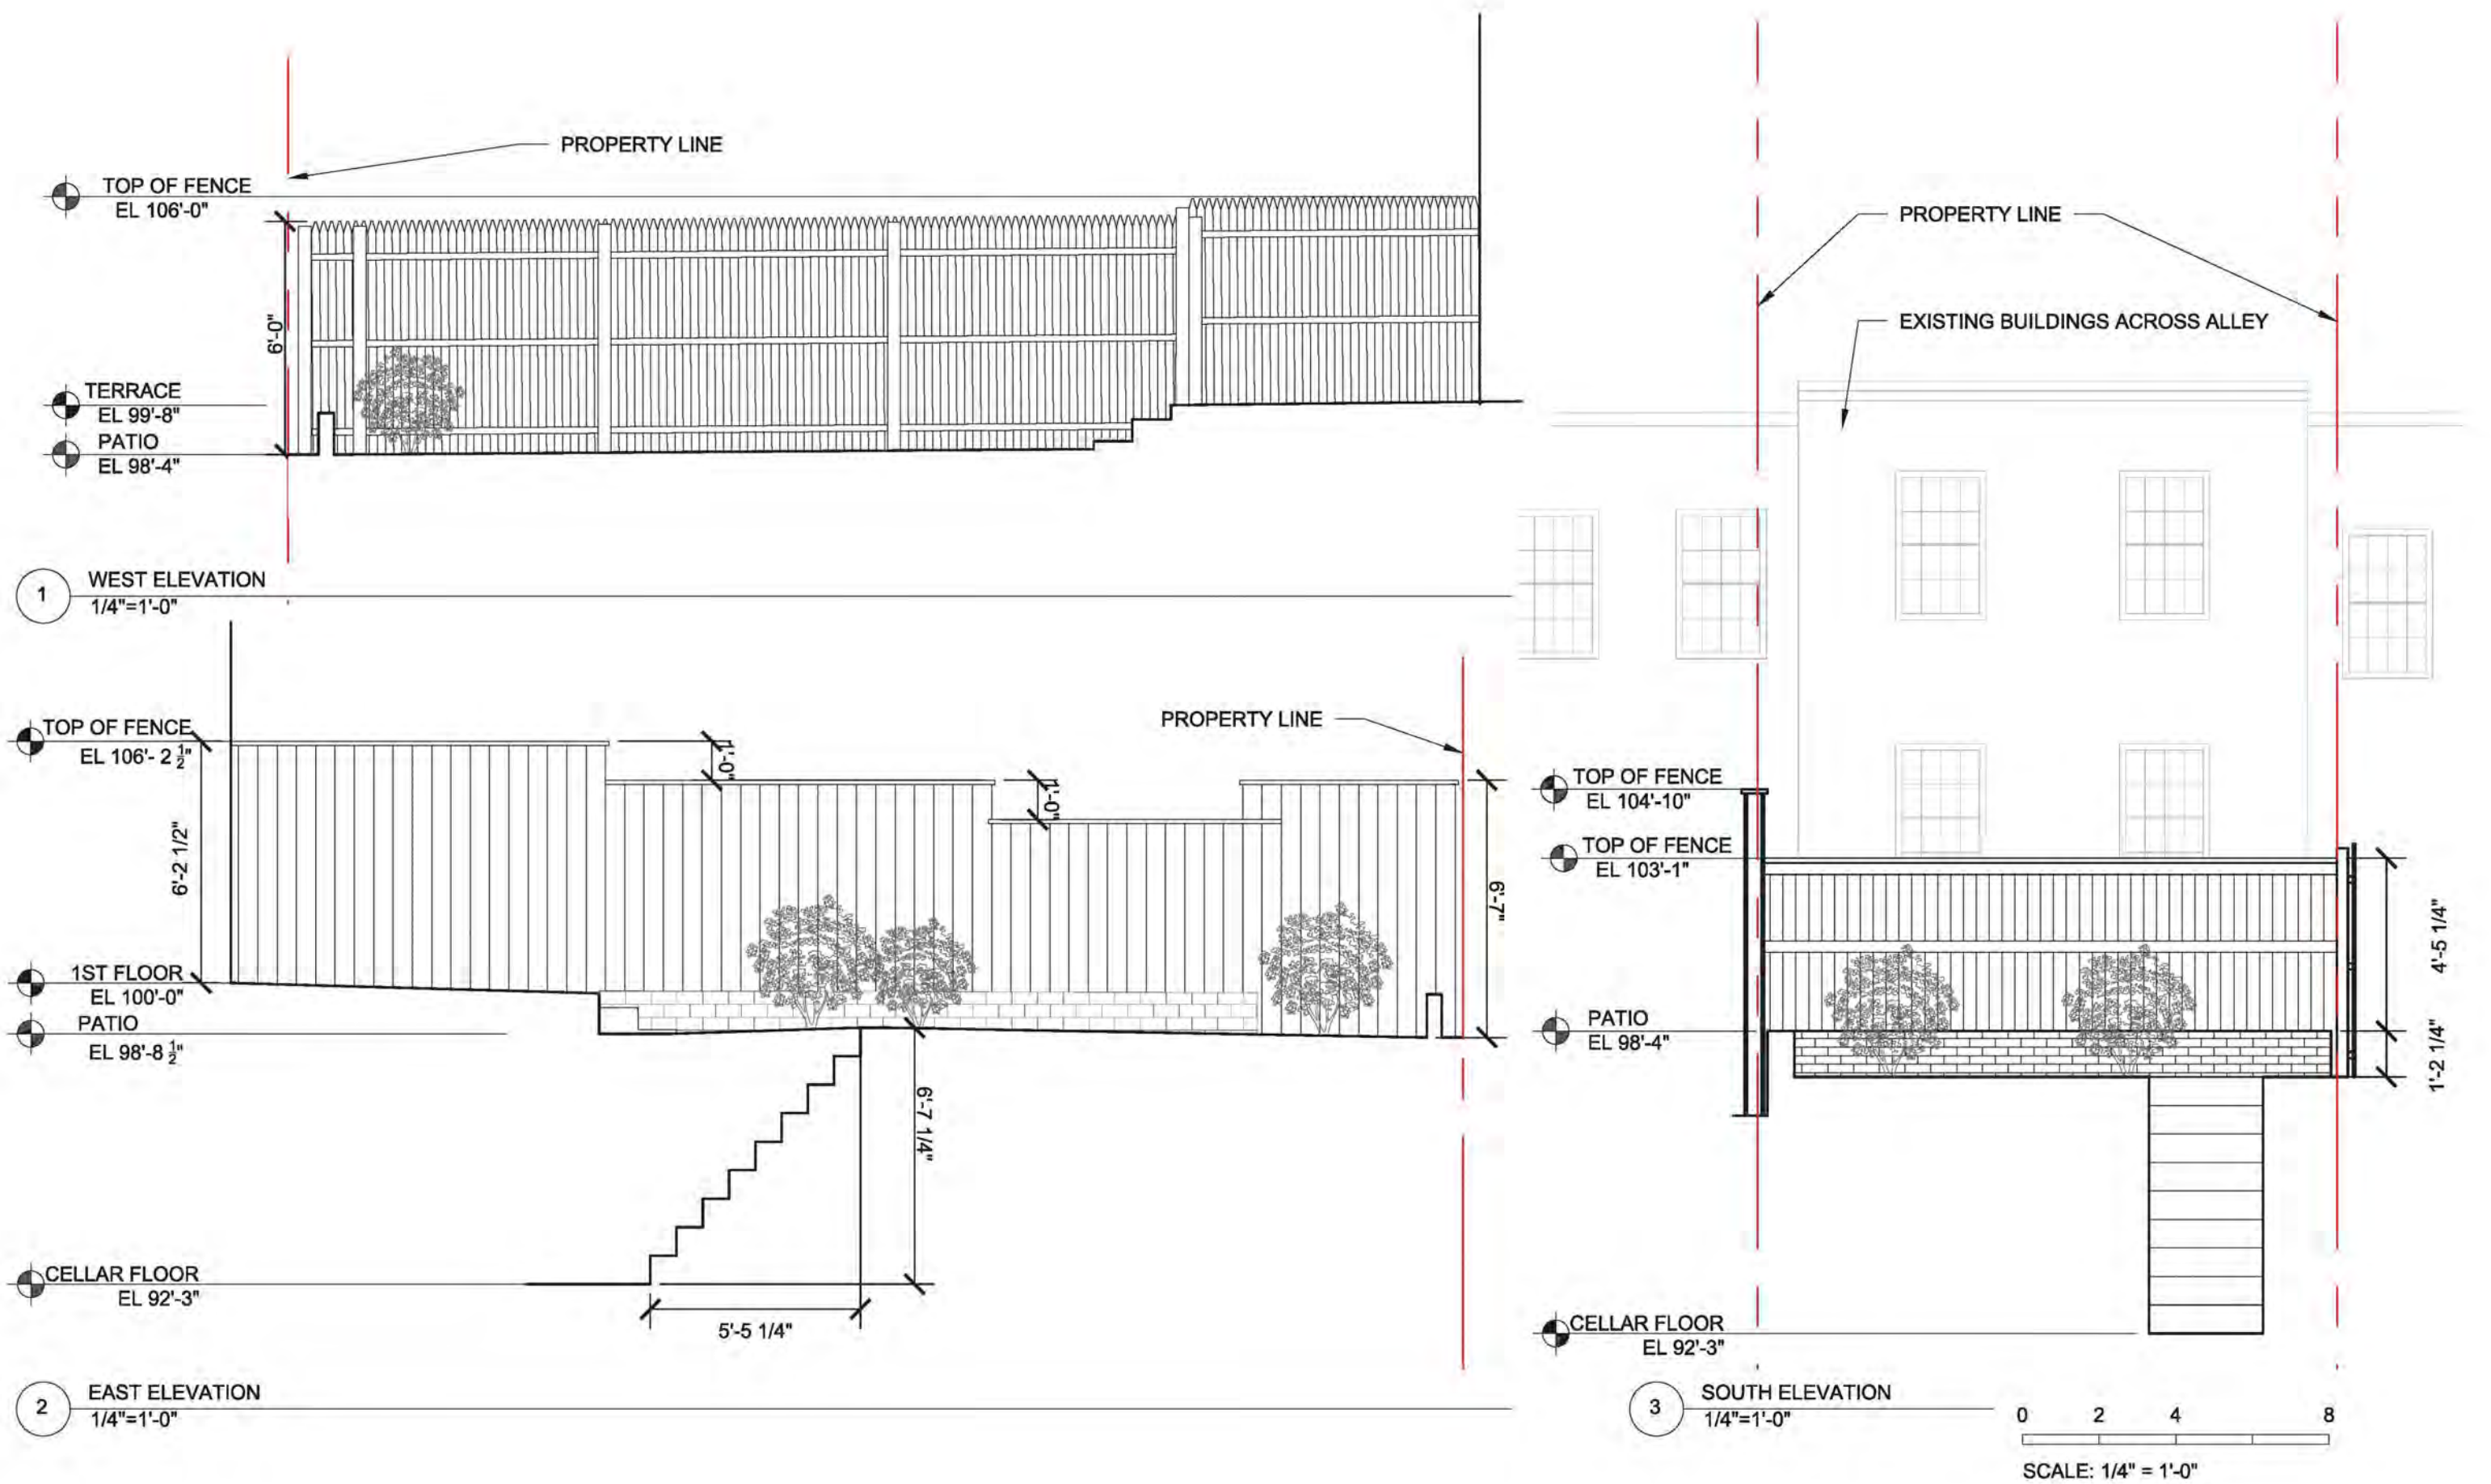 PROPERTY LINE
TOP OF FENCE
EL 106'-0"
6'-0"
TERRACE
EL 99'-8"
PATIO
EL 98'-4"
1
WEST ELEVATION
1/4"=1'-0"
PROPERTY LINE
TOP OF FENCE
EL 106'- 2 1/2"
1'-0"
1'-0"
6'-2 1/2"
6'-7"
1ST FLOOR
EL 100'-0"
PATIO
EL 98'-8 1/2"
6'-7 1/4"
CELLAR FLOOR
EL 92'-3"
5'-5 1/4"
2
EAST ELEVATION
1/4"=1'-0"
PROPERTY LINE
EXISTING BUILDINGS ACROSS ALLEY
TOP OF FENCE
EL 104'-10"
TOP OF FENCE
EL 103'-1"
4'-5 1/4"
PATIO
EL 98'-4"
1'-2 1/4"
CELLAR FLOOR
EL 92'-3"
3
SOUTH ELEVATION
1/4"=1'-0"
0 2 4 8
SCALE: 1/4" = 1'-0"